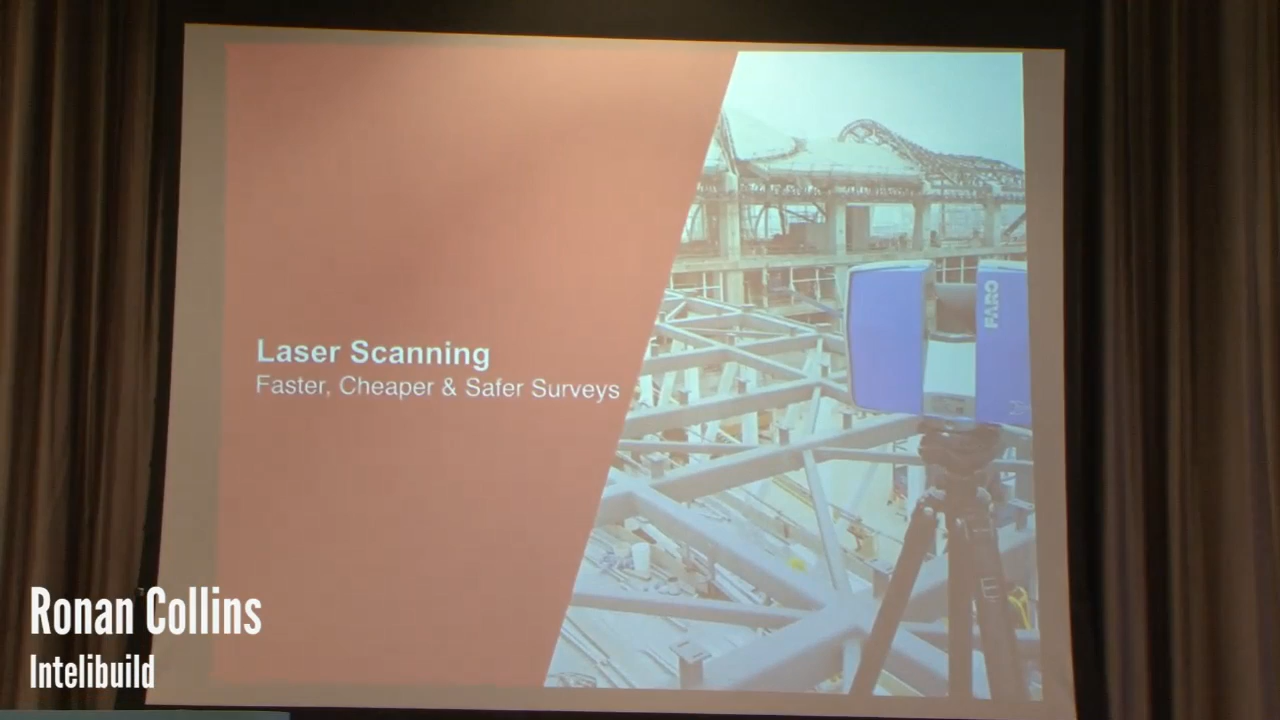 Laser Scanning
Faster, Cheaper & Safer Surveys
FARO
Ronan Collins
Intelibuild